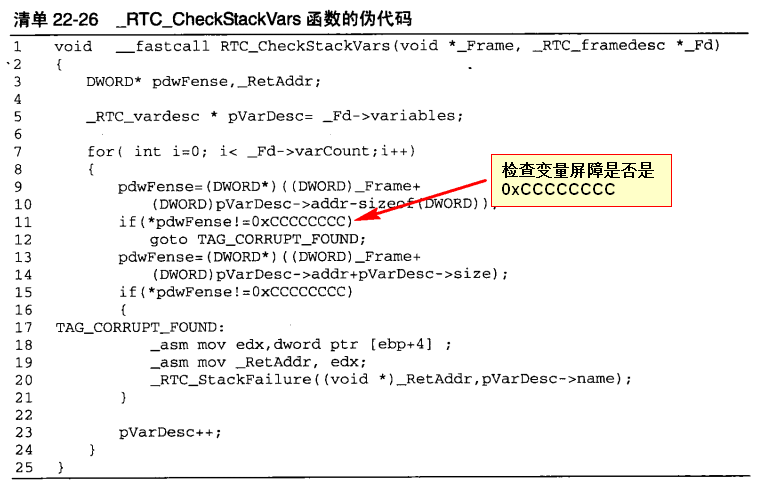 清单 22-26 _RTC_CheckStackVars 函数的伪代码
1 void __fastcall RTC_CheckStackVars(void *_Frame, _RTC_framedesc *_Fd)
2 {
3 DWORD* pdwFense,_RetAddr;
4
5 _RTC_vardesc * pVarDesc= _Fd->variables;
6
7 for( int i=0; i< _Fd->varCount;i++)
8 {
9 pdwFense=(DWORD*)((DWORD)_Frame+
10 (DWORD)pVarDesc->addr-sizeof(DWORD));
11 if(*pdwFense!=0xCCCCCCCC)
12 goto TAG_CORRUPT_FOUND;
13 pdwFense=(DWORD*)((DWORD)_Frame+
14 (DWORD)pVarDesc->addr+pVarDesc->size);
15 if(*pdwFense!=0xCCCCCCCC)
16 {
17 TAG_CORRUPT_FOUND:
18 _asm mov edx,dword ptr [ebp+4] ;
19 _asm mov _RetAddr, edx;
20 _RTC_StackFailure((void *)_RetAddr,pVarDesc->name);
21 }
22
23 pVarDesc++;
24 }
25 }
检查变量屏障是否是
0xCCCCCCCC